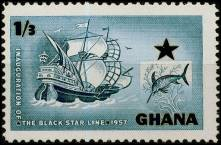 1/3
INAUGURATION OF
THE BLACK STAR LINE • 1957
GHANA